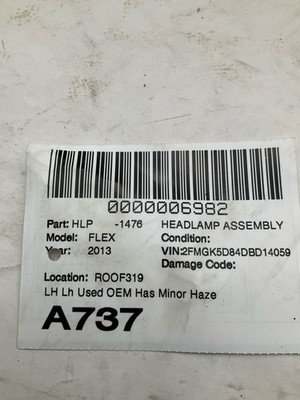 0000006982
Part: HLP -1476 HEADLAMP ASSEMBLY
Model: FLEX Condition:
Year: 2013 VIN:2FMGK5D84DBD14059
Damage Code:
Location: ROOF319
LH Lh Used OEM Has Minor Haze
A737